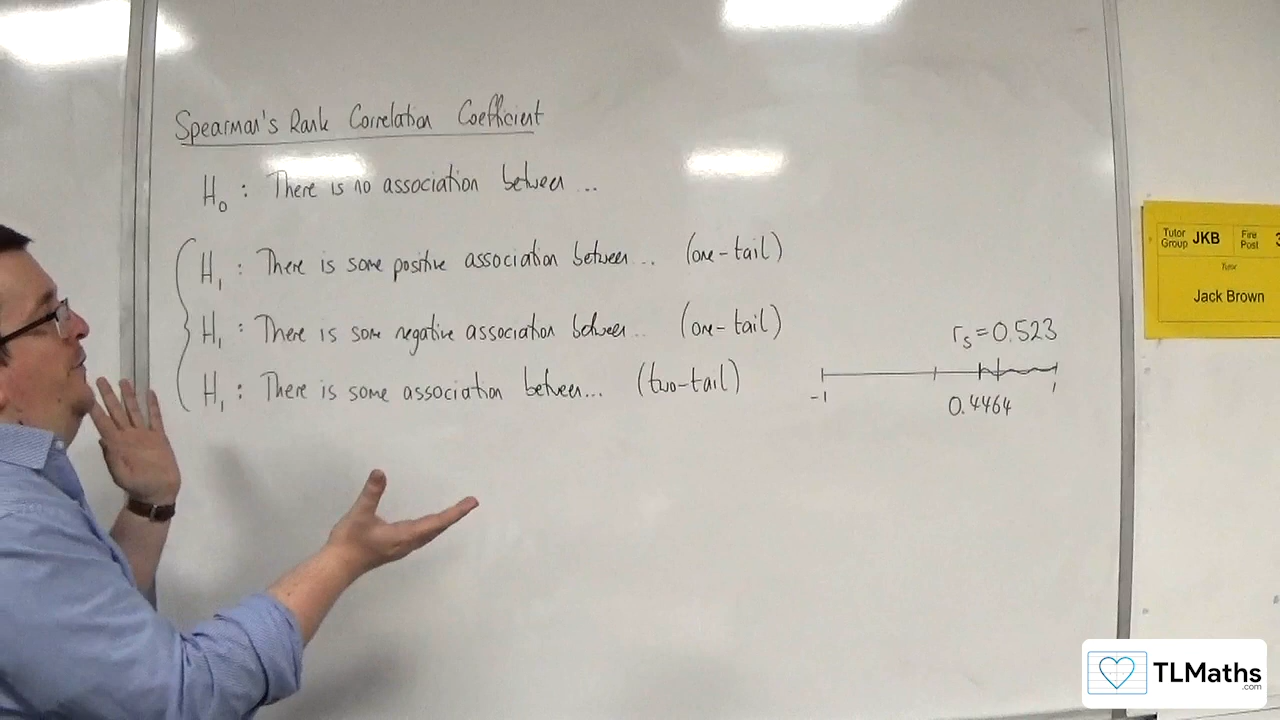 Spearman's Rank Correlation Coefficient
H₀ : There is no association between ...
H₁ : There is some positive association between ... (one-tail)
H₁ : There is some negative association between... (one-tail)
H₁ : There is some association between... (two-tail)
rₛ = 0.523
-1
0.4464
1
Tutor Group JKB
Fire Post 3
Tutor
Jack Brown
TLMaths
.com